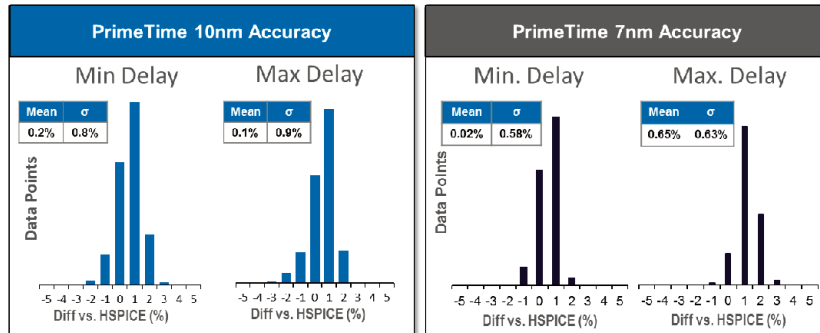 PrimeTime 10nm Accuracy
Min Delay
Max Delay
Mean σ
0.2% 0.8%
Mean σ
0.1% 0.9%
Data Points
-5 -4 -3 -2 -1 0 1 2 3 4 5
-5 -4 -3 -2 -1 0 1 2 3 4 5
Diff vs. HSPICE (%)
Diff vs. HSPICE (%)
PrimeTime 7nm Accuracy
Min. Delay
Max. Delay
Mean σ
0.02% 0.58%
Mean σ
0.65% 0.63%
Data Points
-5 -4 -3 -2 -1 0 1 2 3 4 5
-5 -4 -3 -2 -1 0 1 2 3 4 5
Diff vs. HSPICE (%)
Diff vs. HSPICE (%)